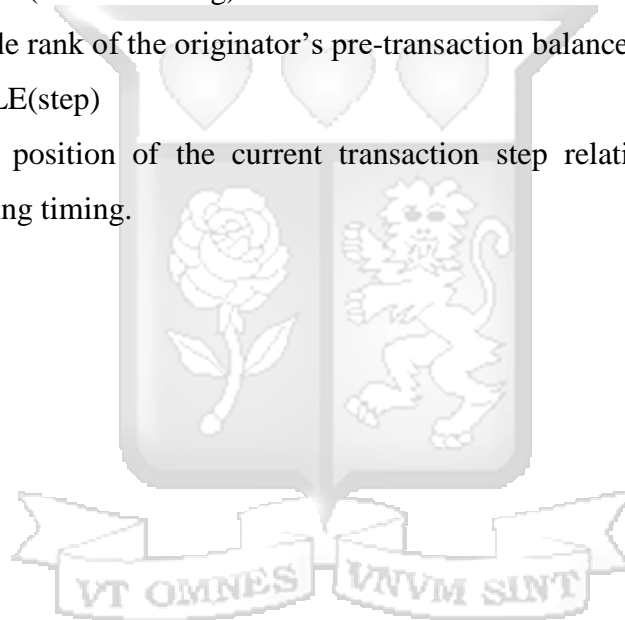 le rank of the originator’s pre-transaction balance
LE(step)
position of the current transaction step relati
ng timing.
VT OMNES VNVM SINT